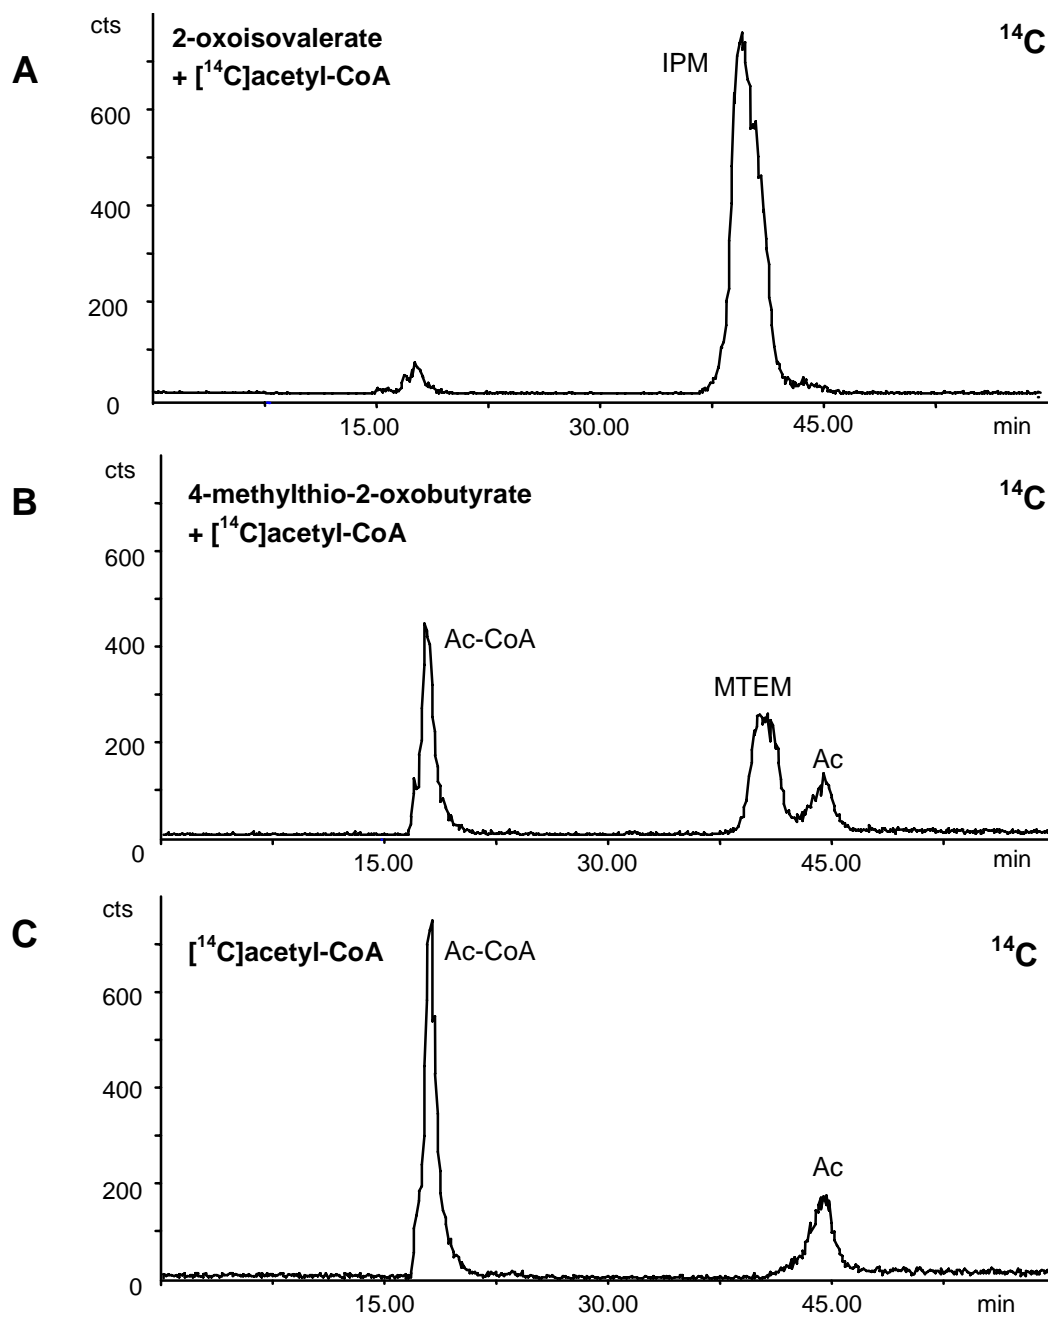 A
cts
2-oxoisovalerate
+ [¹⁴C]acetyl-CoA
IPM
¹⁴C
600
400
200
0
15.00
30.00
45.00
min
B
cts
4-methylthio-2-oxobutyrate
+ [¹⁴C]acetyl-CoA
¹⁴C
600
400
200
0
Ac-CoA
MTEM
Ac
15.00
30.00
45.00
min
C
cts
[¹⁴C]acetyl-CoA
Ac-CoA
¹⁴C
600
400
200
0
Ac
15.00
30.00
45.00
min